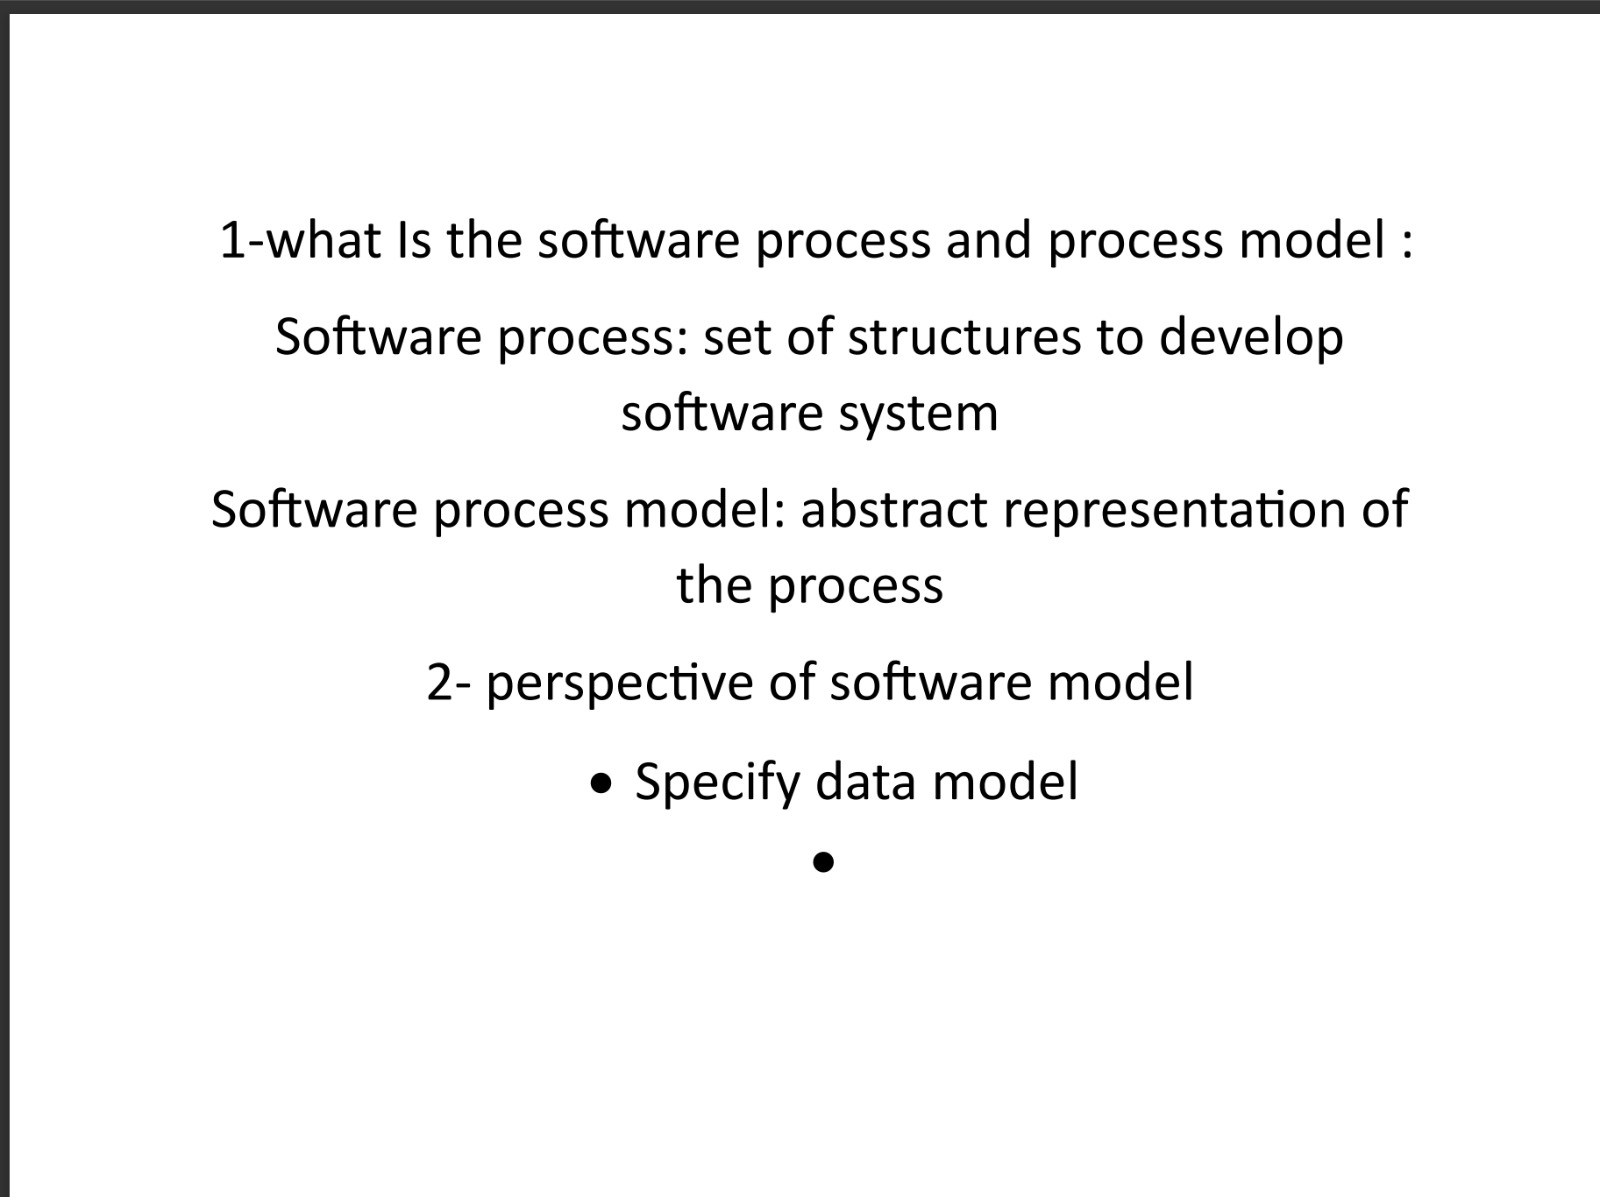 1-what Is the software process and process model :
Software process: set of structures to develop
software system
Software process model: abstract representation of
the process
2- perspective of software model
• Specify data model
•